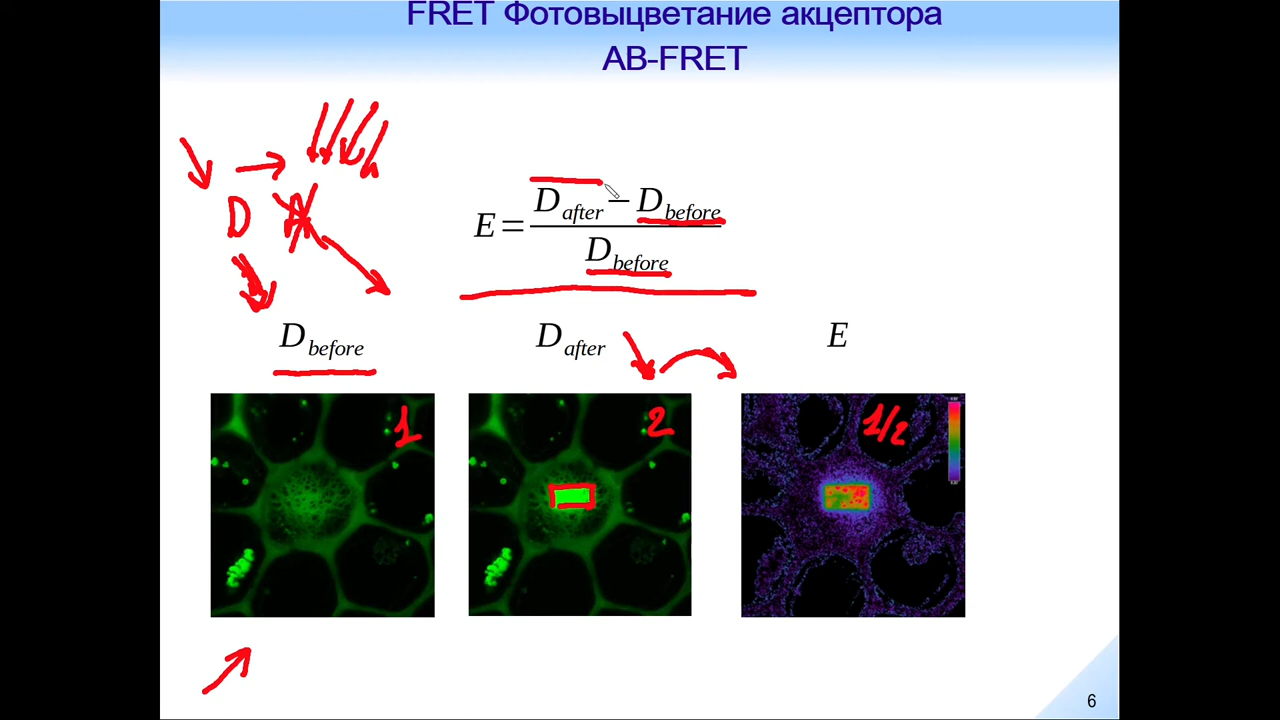 FRET Фотовыцветание акцептора
AB-FRET
D A
E = (D_after − D_before) / D_before
D_before D_after E
1 2 1/2
6